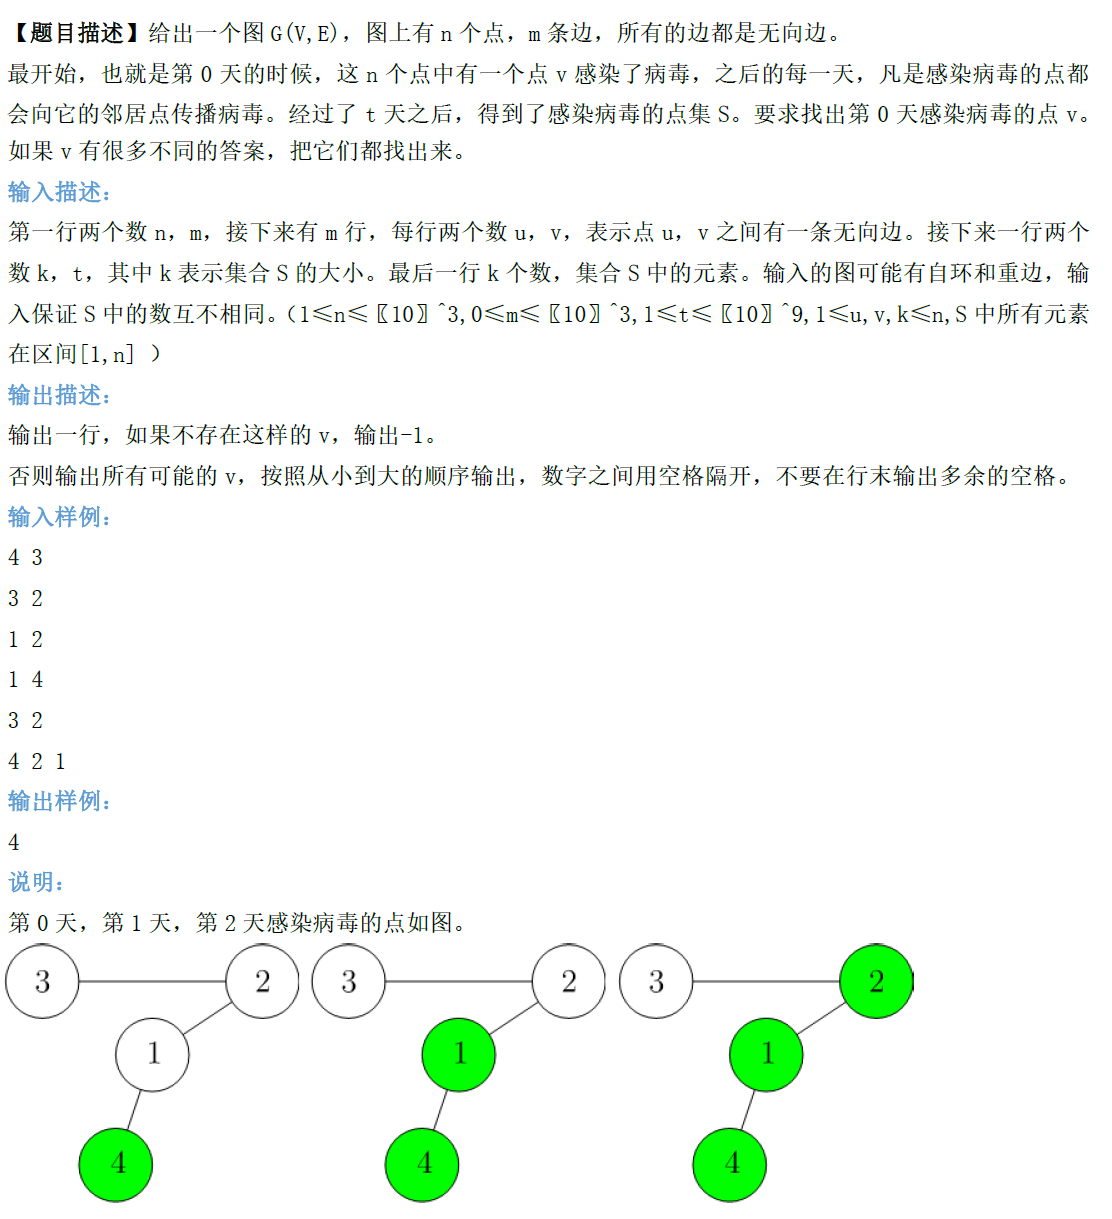 【题目描述】给出一个图 G(V,E)，图上有 n 个点，m 条边，所有的边都是无向边。
最开始，也就是第 0 天的时候，这 n 个点中有一个点 v 感染了病毒，之后的每一天，凡是感染病毒的点都
会向它的邻居点传播病毒。经过了 t 天之后，得到了感染病毒的点集 S。要求找出第 0 天感染病毒的点 v。
如果 v 有很多不同的答案，把它们都找出来。
输入描述：
第一行两个数 n，m，接下来有 m 行，每行两个数 u，v，表示点 u，v 之间有一条无向边。接下来一行两个
数 k，t，其中 k 表示集合 S 的大小。最后一行 k 个数，集合 S 中的元素。输入的图可能有自环和重边，输
入保证 S 中的数互不相同。（1≤n≤〖10〗^3,0≤m≤〖10〗^3,1≤t≤〖10〗^9,1≤u,v,k≤n,S 中所有元素
在区间[1,n] ）
输出描述：
输出一行，如果不存在这样的 v，输出-1。
否则输出所有可能的 v，按照从小到大的顺序输出，数字之间用空格隔开，不要在行末输出多余的空格。
输入样例：
4 3
3 2
1 2
1 4
3 2
4 2 1
输出样例：
4
说明：
第 0 天，第 1 天，第 2 天感染病毒的点如图。
3 2 3 2 3 2
1 1 1
4 4 4